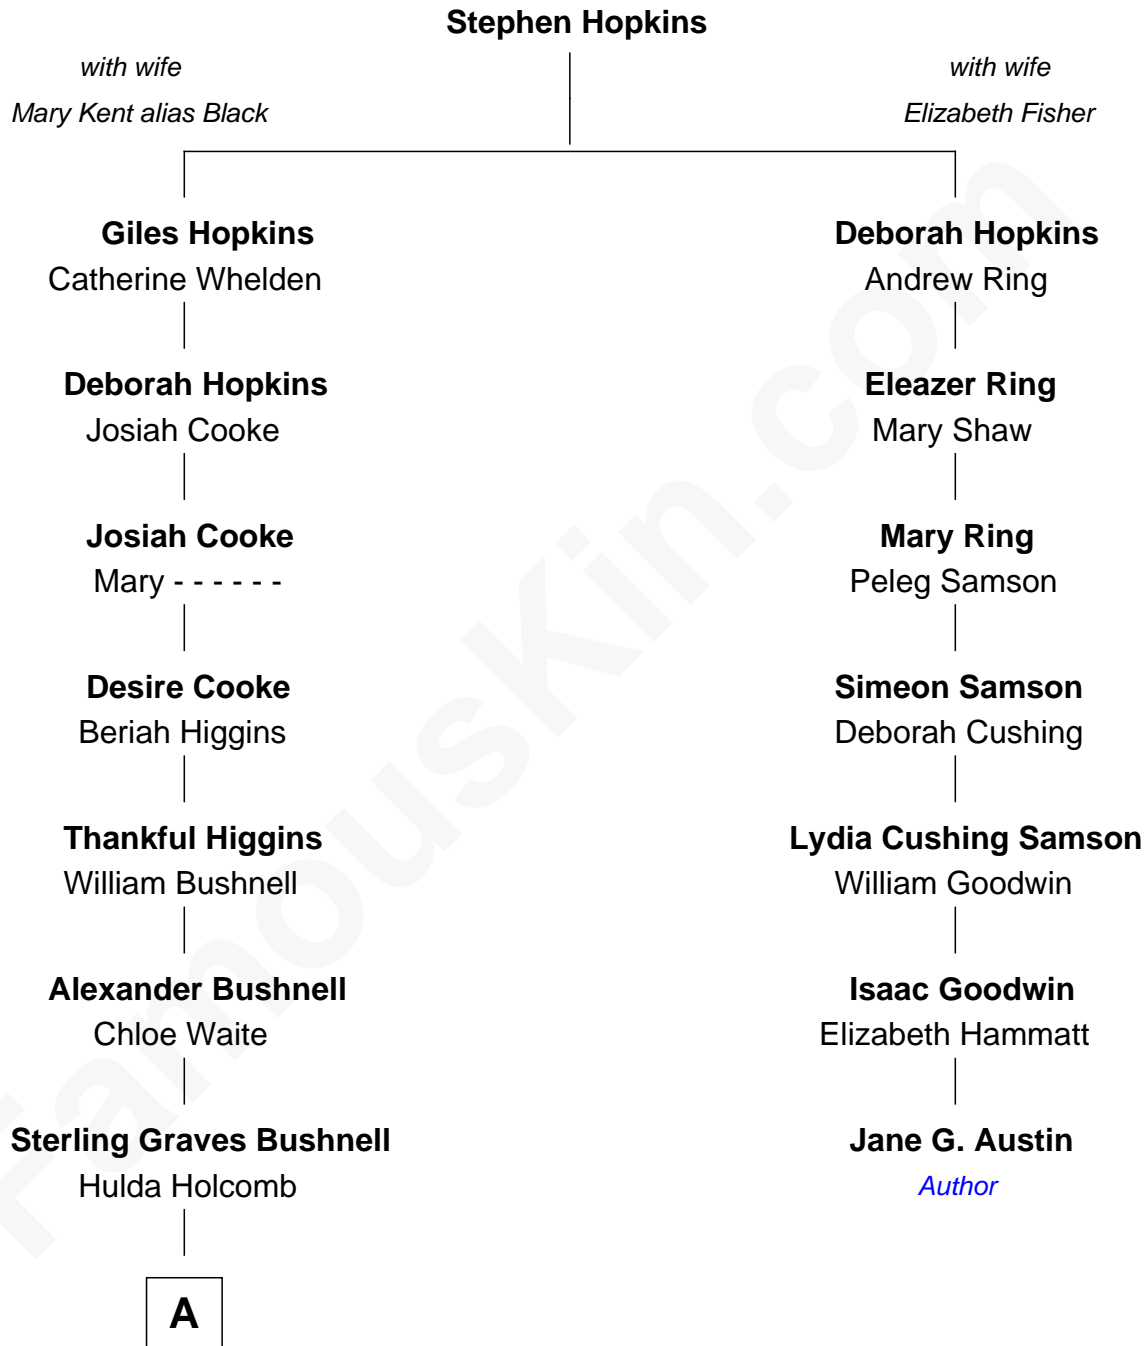 Stephen Hopkins
with wife
Mary Kent alias Black
with wife
Elizabeth Fisher
Giles Hopkins
Catherine Whelden
Deborah Hopkins
Andrew Ring
Deborah Hopkins
Josiah Cooke
Eleazer Ring
Mary Shaw
Josiah Cooke
Mary - - - - - -
Mary Ring
Peleg Samson
Desire Cooke
Beriah Higgins
Simeon Samson
Deborah Cushing
Thankful Higgins
William Bushnell
Lydia Cushing Samson
William Goodwin
Alexander Bushnell
Chloe Waite
Isaac Goodwin
Elizabeth Hammatt
Sterling Graves Bushnell
Hulda Holcomb
Jane G. Austin
Author
A
FamousKin.com